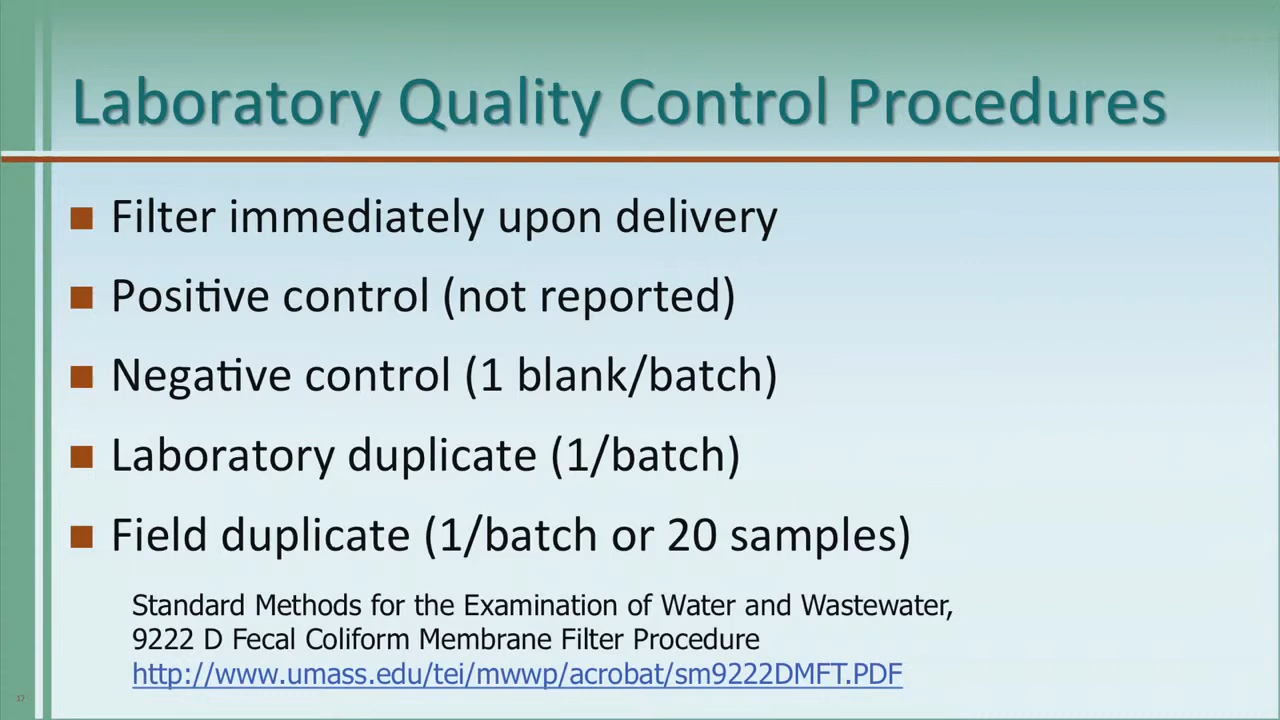 Laboratory Quality Control Procedures
Filter immediately upon delivery
Positive control (not reported)
Negative control (1 blank/batch)
Laboratory duplicate (1/batch)
Field duplicate (1/batch or 20 samples)
Standard Methods for the Examination of Water and Wastewater,
9222 D Fecal Coliform Membrane Filter Procedure
http://www.umass.edu/tei/mwwp/acrobat/sm9222DMFT.PDF
17